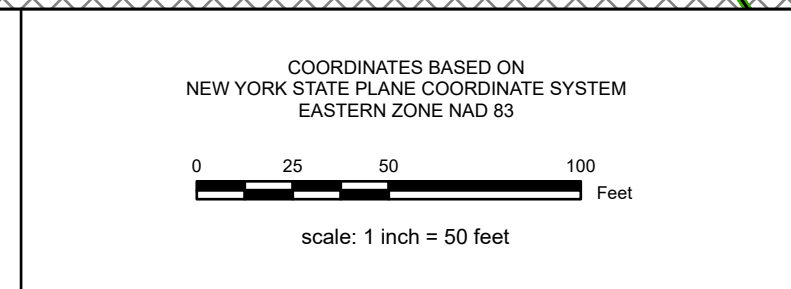 COORDINATES BASED ON
NEW YORK STATE PLANE COORDINATE SYSTEM
EASTERN ZONE NAD 83
0 25 50 100
Feet
scale: 1 inch = 50 feet